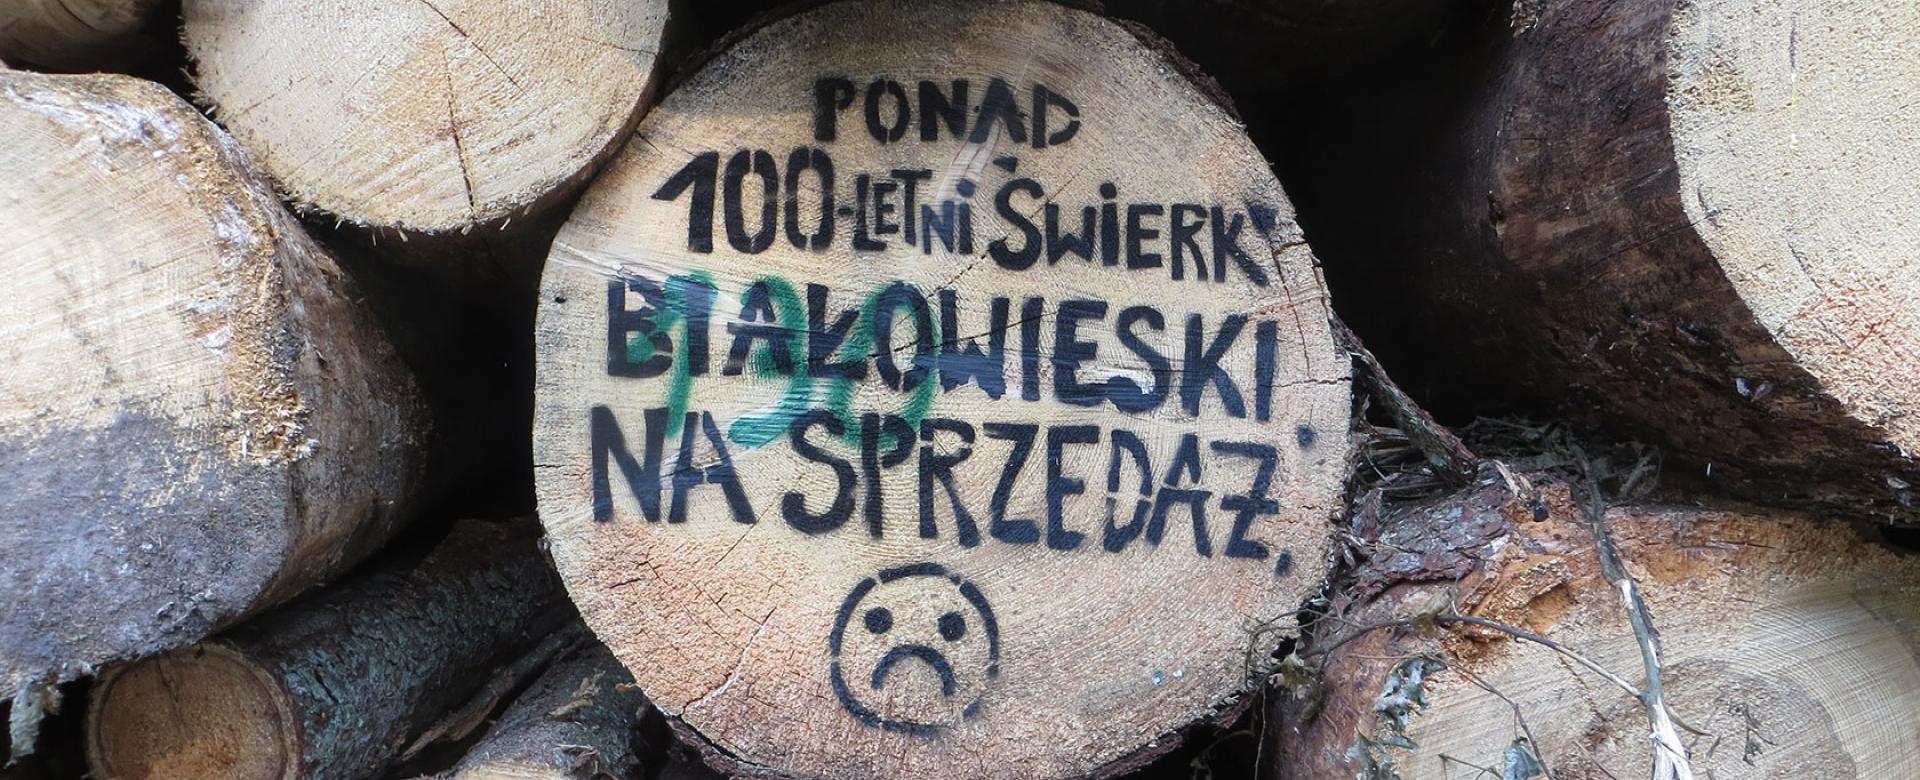 PONAD
100-LETNI ŚWIERK
BIAŁOWIESKI
NA SPRZEDAŻ